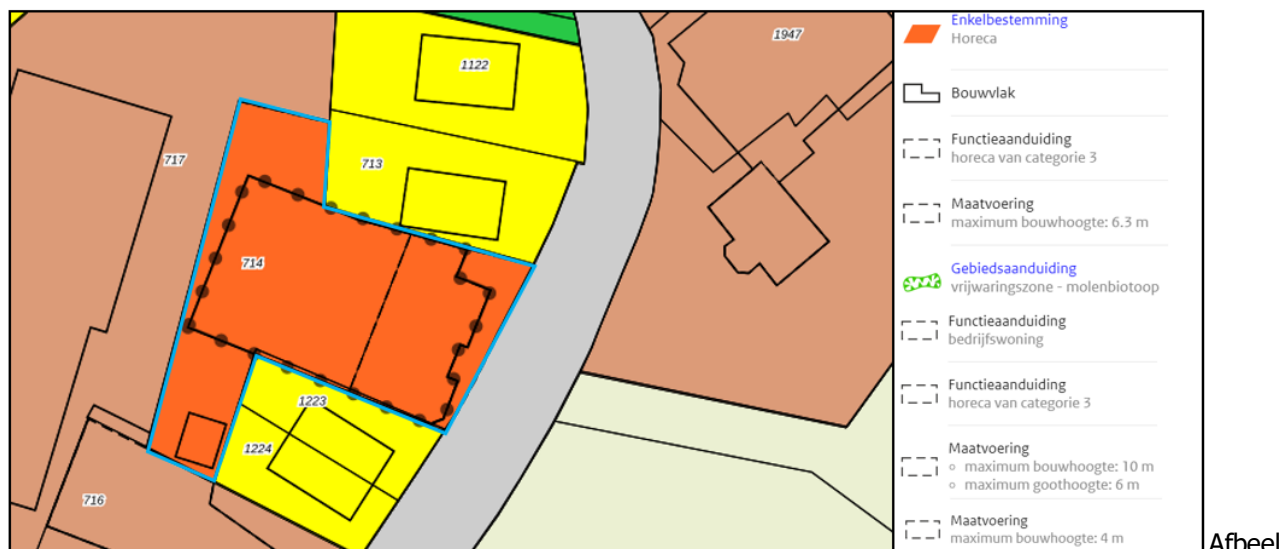 1947
1122
717
713
714
1223
1224
716
Enkelbestemming
Horeca
Bouwvlak
Functieaanduiding
horeca van categorie 3
Maatvoering
maximum bouwhoogte: 6.3 m
Gebiedsaanduiding
vrijwaringszone - molenbiotoop
Functieaanduiding
bedrijfswoning
Functieaanduiding
horeca van categorie 3
Maatvoering
maximum bouwhoogte: 10 m
maximum goothoogte: 6 m
Maatvoering
maximum bouwhoogte: 4 m
Afbeel